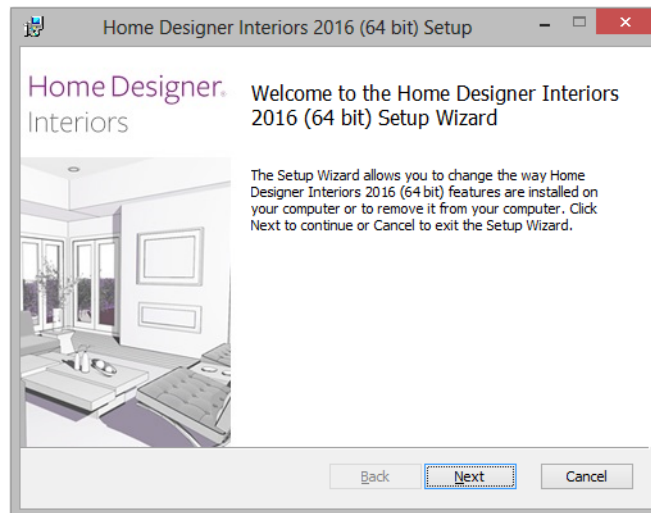 Home Designer Interiors 2016 (64 bit) Setup
Home Designer®
Interiors
Welcome to the Home Designer Interiors
2016 (64 bit) Setup Wizard
The Setup Wizard allows you to change the way Home
Designer Interiors 2016 (64 bit) features are installed on
your computer or to remove it from your computer. Click
Next to continue or Cancel to exit the Setup Wizard.
Back Next Cancel